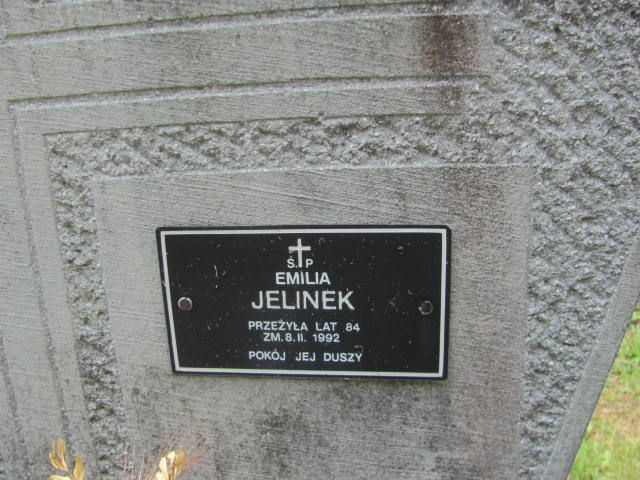 Ś.P
EMILIA
JELINEK
PRZEŻYŁA LAT 84
ZM.8.II.1992
POKÓJ JEJ DUSZY